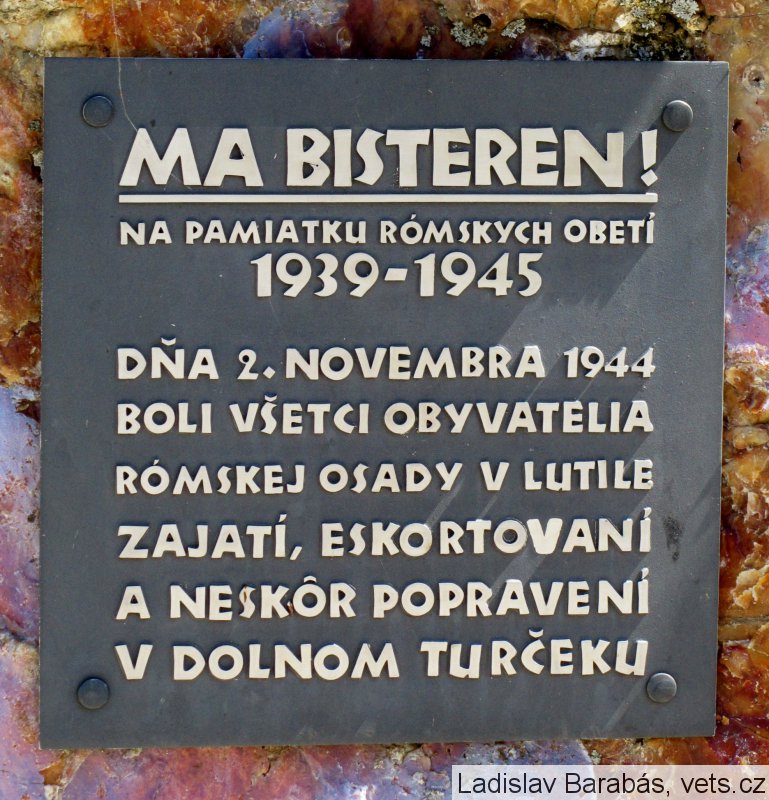 MA BISTEREN!
NA PAMIATKU RÓMSKYCH OBETÍ
1939-1945
DŇA 2. NOVEMBRA 1944
BOLI VŠETCI OBYVATELIA
RÓMSKEJ OSADY V LUTILE
ZAJATÍ, ESKORTOVANÍ
A NESKÔR POPRAVENÍ
V DOLNOM TURČEKU
Ladislav Barabás, vets.cz